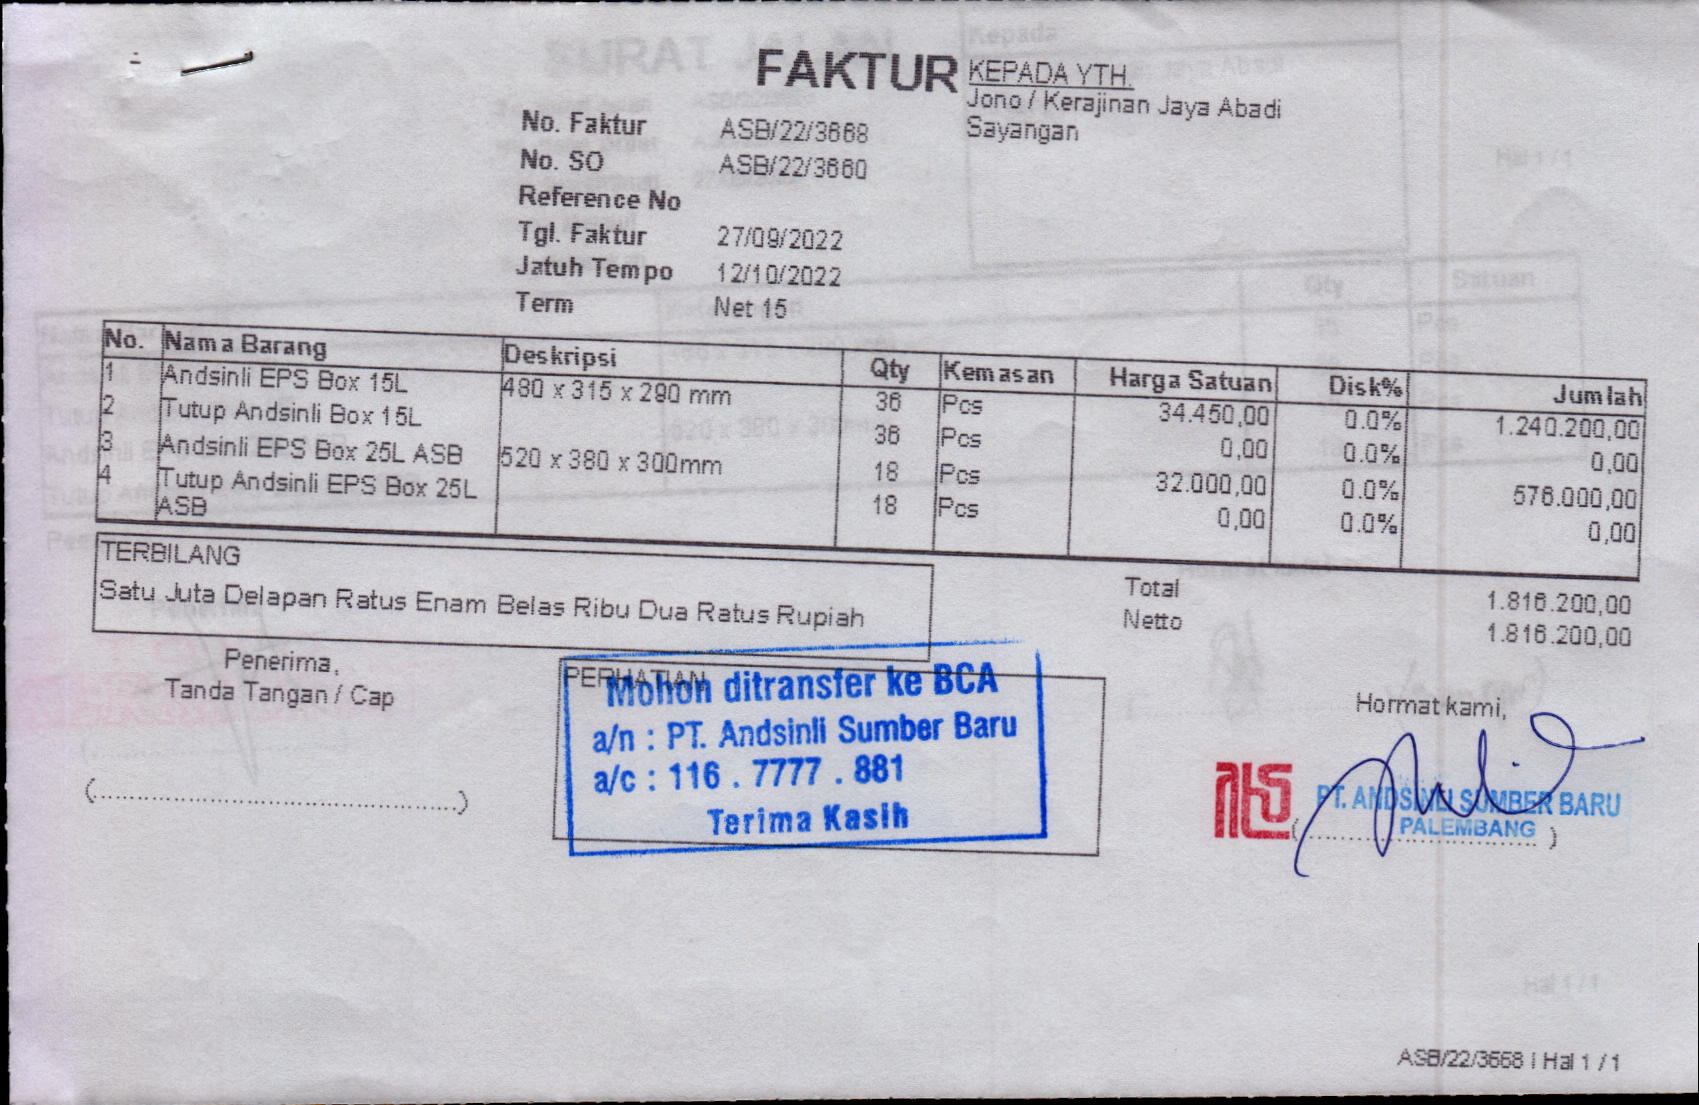 FAKTUR
KEPADA YTH.
Jono / Kerajinan Jaya Abadi
Sayangan
No. Faktur ASB/22/3668
No. SO ASB/22/3660
Reference No
Tgl. Faktur 27/09/2022
Jatuh Tempo 12/10/2022
Term Net 15
No. Nama Barang Deskripsi Qty Kemasan Harga Satuan Disk% Jumlah
1 Andsinli EPS Box 15L 480 x 315 x 290 mm 36 Pcs 34.450,00 0.0% 1.240.200,00
2 Tutup Andsinli Box 15L 36 Pcs 0,00 0.0% 0,00
3 Andsinli EPS Box 25L ASB 520 x 380 x 300mm 18 Pcs 32.000,00 0.0% 576.000,00
4 Tutup Andsinli EPS Box 25L 18 Pcs 0,00 0.0% 0,00
ASB
TERBILANG
Satu Juta Delapan Ratus Enam Belas Ribu Dua Ratus Rupiah
Total 1.816.200,00
Netto 1.816.200,00
Penerima,
Tanda Tangan / Cap
(..............................................)
PERHATIAN
Mohon ditransfer ke BCA
a/n : PT. Andsinli Sumber Baru
a/c : 116 . 7777 . 881
Terima Kasih
Hormat kami,
PT. ANDSINLI SUMBER BARU
PALEMBANG
ASB/22/3668 | Hal 1 / 1